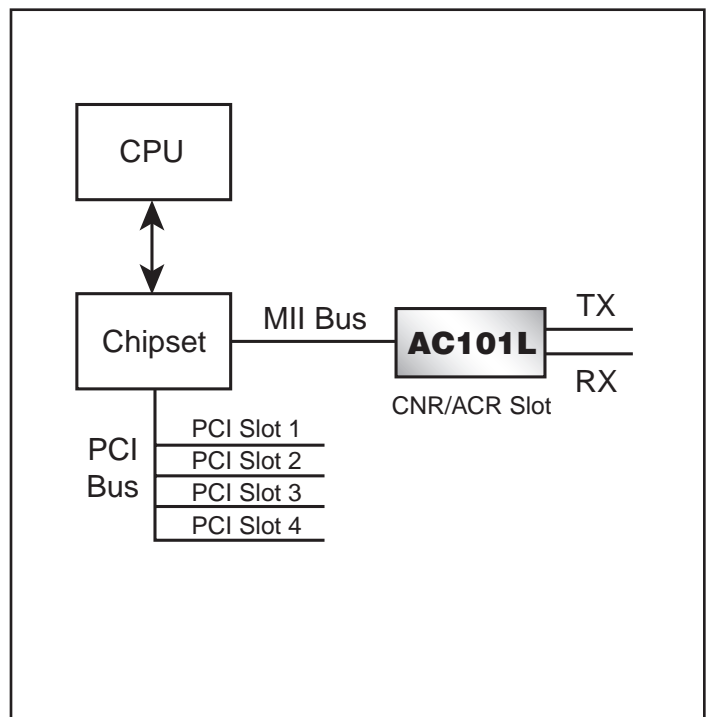 CPU
Chipset
MII Bus
AC101L
TX
RX
CNR/ACR Slot
PCI
Bus
PCI Slot 1
PCI Slot 2
PCI Slot 3
PCI Slot 4